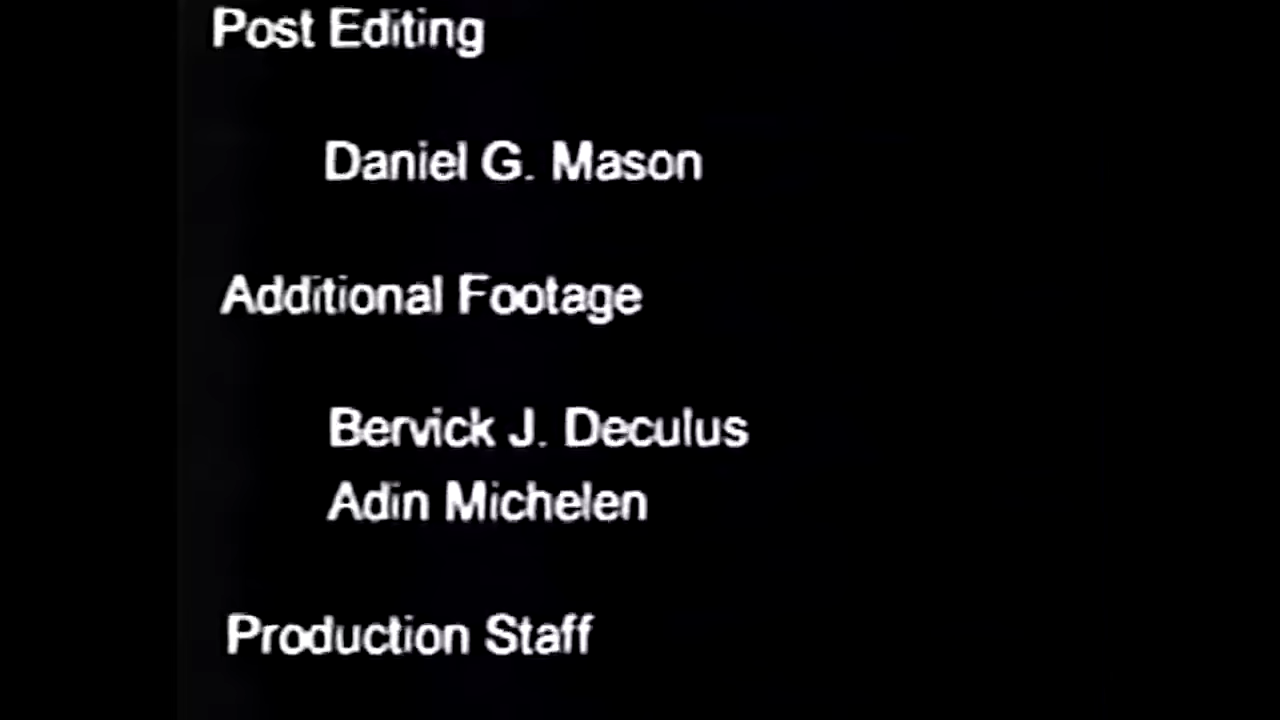 Post Editing
Daniel G. Mason
Additional Footage
Bervick J. Deculus
Adin Michelen
Production Staff